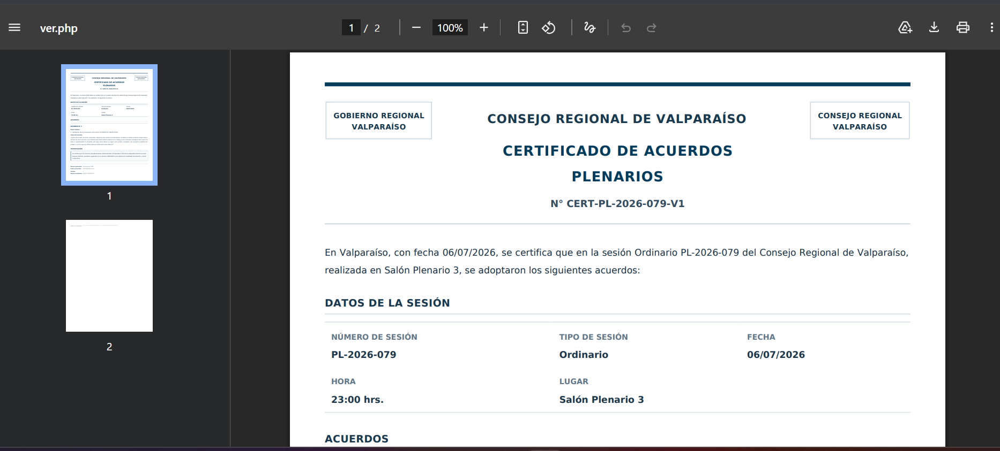 ver.php
1 / 2
100%
1
2
GOBIERNO REGIONAL
VALPARAÍSO
CONSEJO REGIONAL DE VALPARAÍSO
CONSEJO REGIONAL
VALPARAÍSO
CERTIFICADO DE ACUERDOS
PLENARIOS
N° CERT-PL-2026-079-V1
En Valparaíso, con fecha 06/07/2026, se certifica que en la sesión Ordinario PL-2026-079 del Consejo Regional de Valparaíso,
realizada en Salón Plenario 3, se adoptaron los siguientes acuerdos:
DATOS DE LA SESIÓN
NÚMERO DE SESIÓN TIPO DE SESIÓN FECHA
PL-2026-079 Ordinario 06/07/2026
HORA LUGAR
23:00 hrs. Salón Plenario 3
ACUERDOS